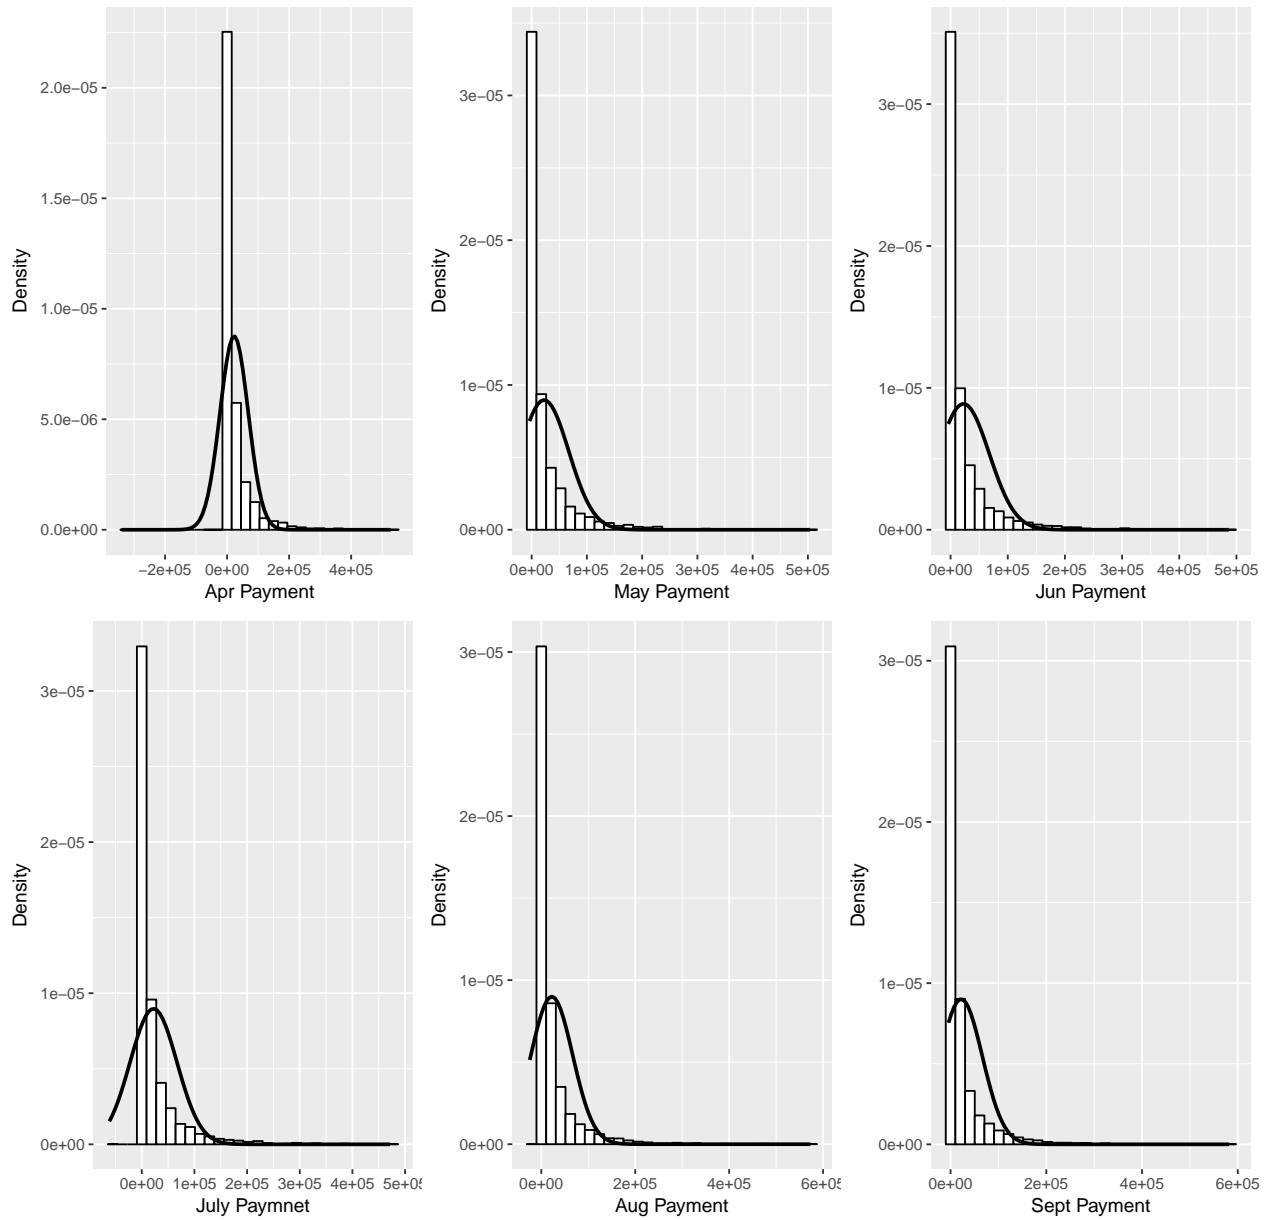 Density
2.0e−05
1.5e−05
1.0e−05
5.0e−06
0.0e+00
−2e+05 0e+00 2e+05 4e+05
Apr Payment
Density
3e−05
2e−05
1e−05
0e+00
0e+00 1e+05 2e+05 3e+05 4e+05 5e+05
May Payment
Density
3e−05
2e−05
1e−05
0e+00
0e+00 1e+05 2e+05 3e+05 4e+05 5e+05
Jun Payment
Density
3e−05
2e−05
1e−05
0e+00
0e+00 1e+05 2e+05 3e+05 4e+05 5e+0
July Paymnet
Density
3e−05
2e−05
1e−05
0e+00
0e+00 2e+05 4e+05 6e+0
Aug Payment
Density
3e−05
2e−05
1e−05
0e+00
0e+00 2e+05 4e+05 6e+05
Sept Payment